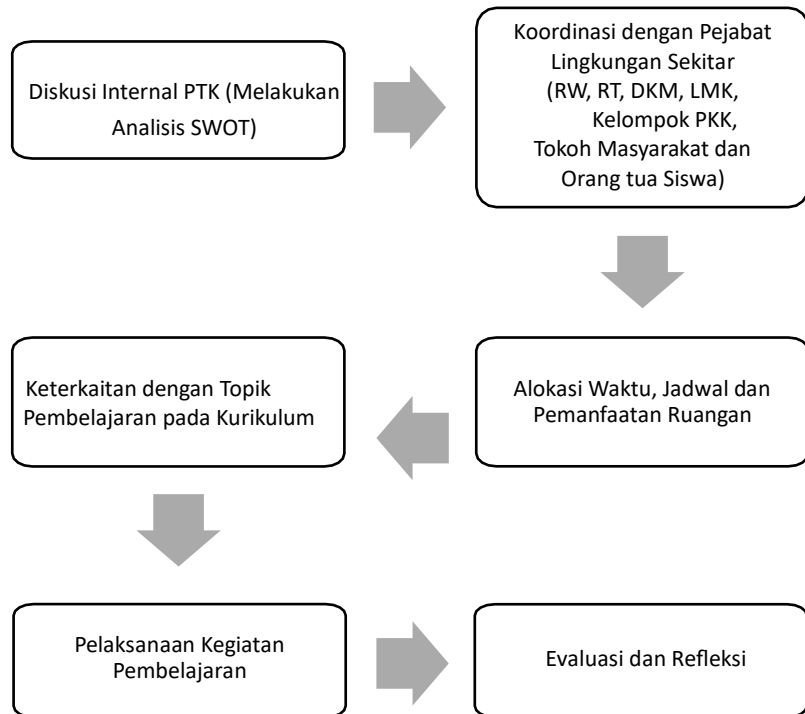 Diskusi Internal PTK (Melakukan
Analisis SWOT)
Koordinasi dengan Pejabat
Lingkungan Sekitar
(RW, RT, DKM, LMK,
Kelompok PKK,
Tokoh Masyarakat dan
Orang tua Siswa)
Alokasi Waktu, Jadwal dan
Pemanfaatan Ruangan
Keterkaitan dengan Topik
Pembelajaran pada Kurikulum
Pelaksanaan Kegiatan
Pembelajaran
Evaluasi dan Refleksi